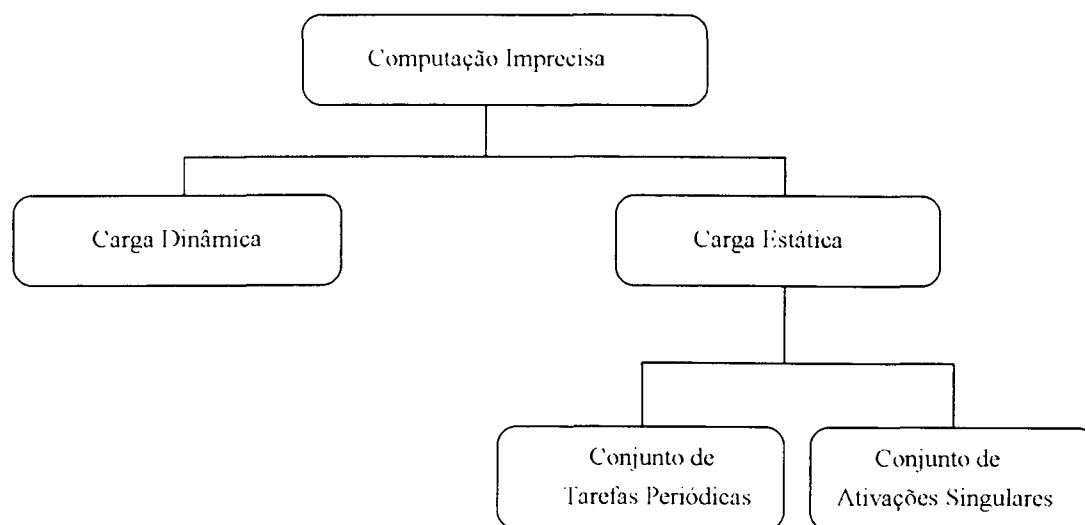 Computação Imprecisa
Carga Dinâmica
Carga Estática
Conjunto de
Tarefas Periódicas
Conjunto de
Ativações Singulares